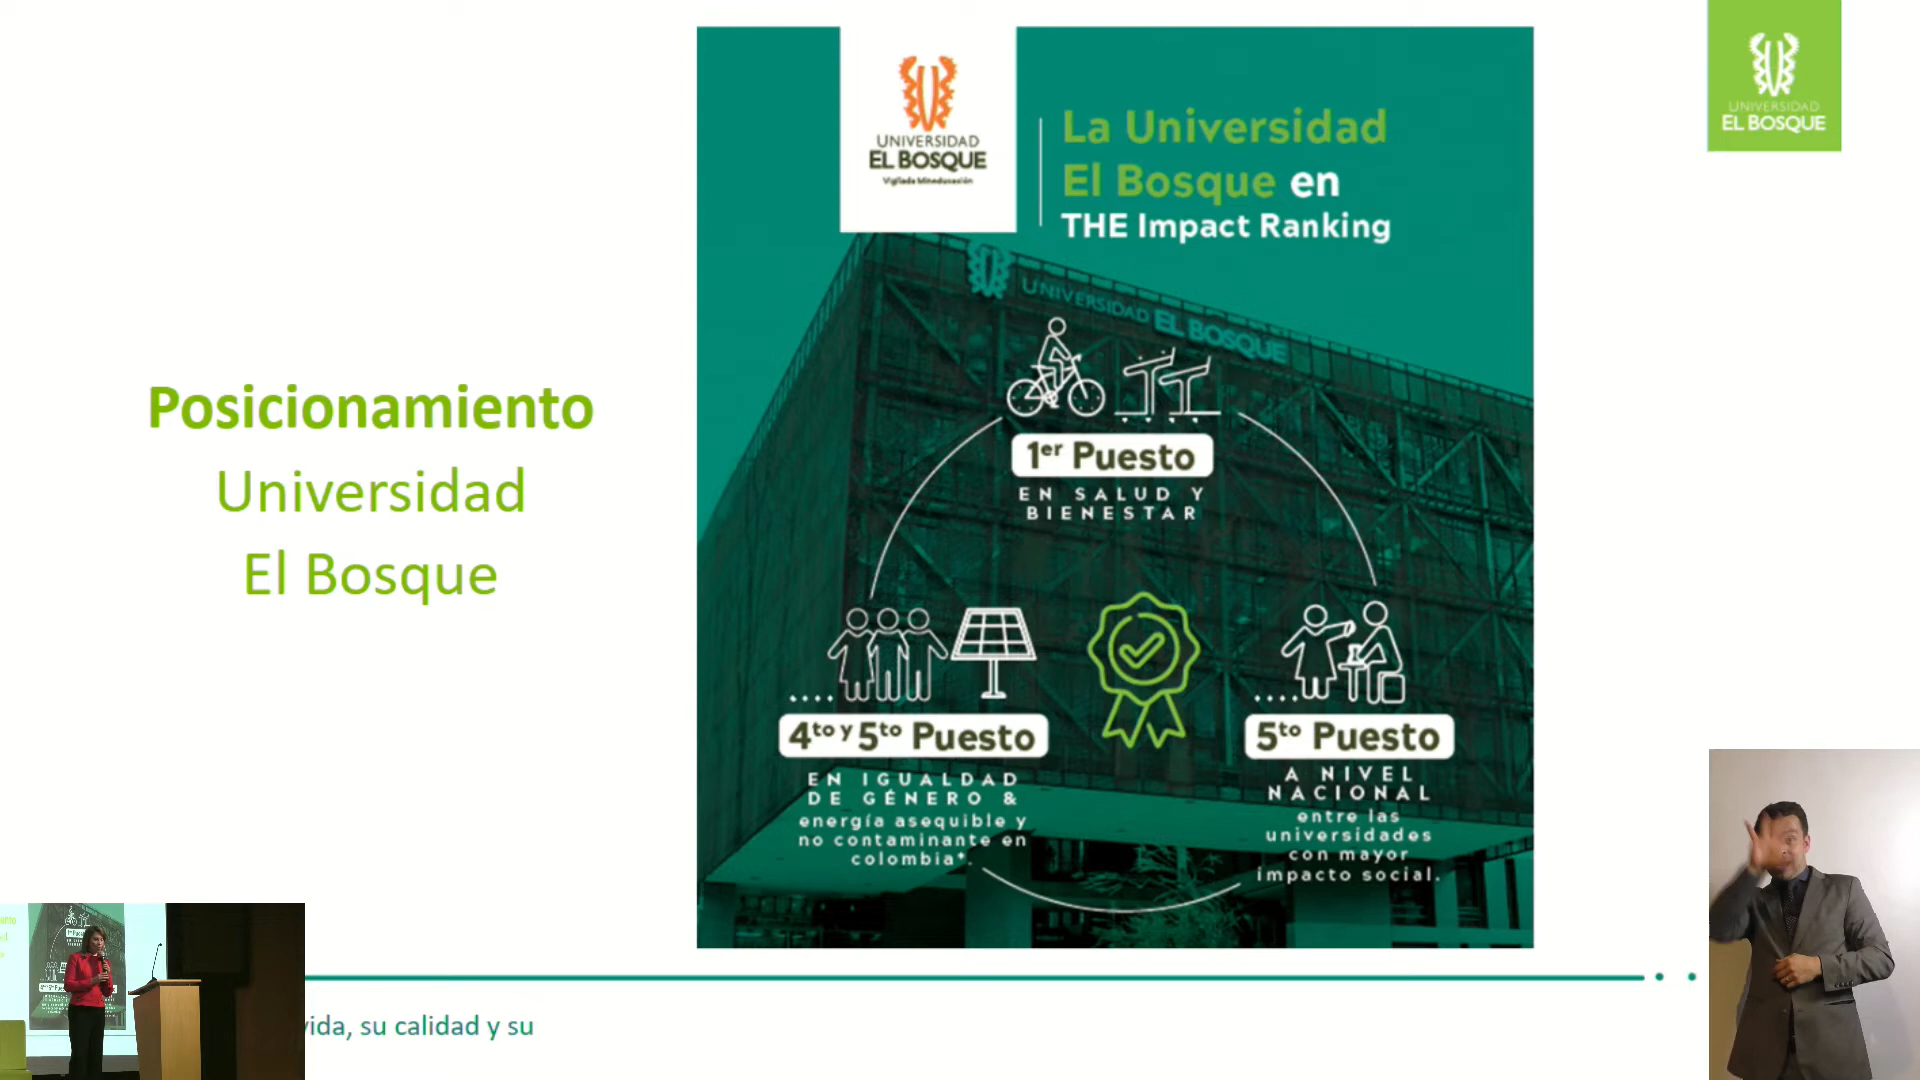 Posicionamiento
Universidad
El Bosque
UNIVERSIDAD
EL BOSQUE
Vigilada Mineducación
La Universidad
El Bosque en
THE Impact Ranking
UNIVERSIDAD EL BOSQUE
1er Puesto
EN SALUD Y
BIENESTAR
4to y 5to Puesto
EN IGUALDAD
DE GÉNERO &
energía asequible y
no contaminante en
colombia*.
5to Puesto
A NIVEL
NACIONAL
entre las
universidades
con mayor
impacto social.
UNIVERSIDAD
EL BOSQUE
vida, su calidad y su